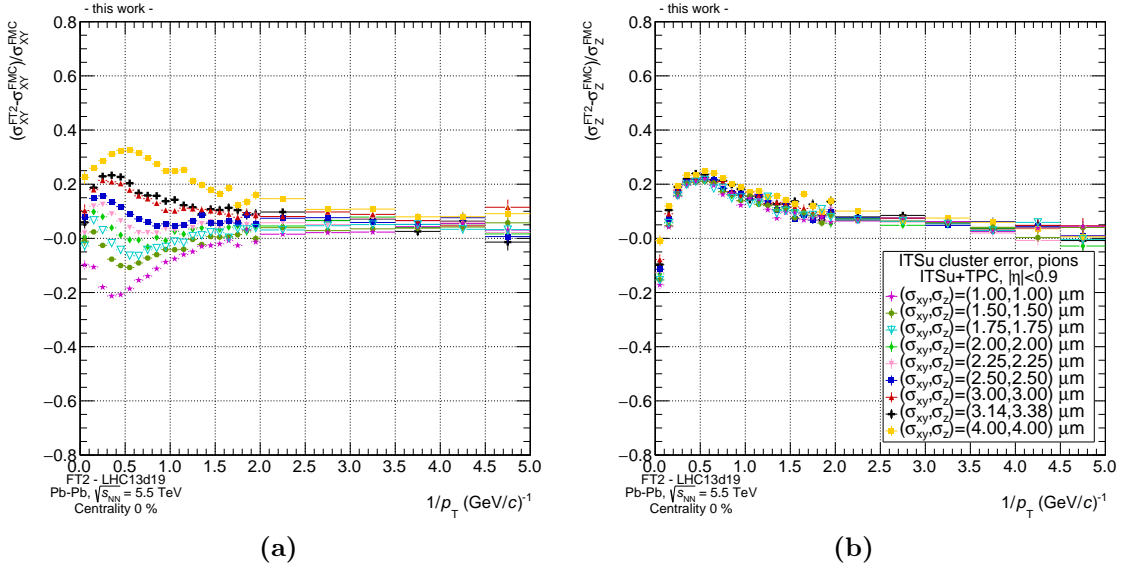 - this work -
(σ_XY^FT2-σ_XY^FMC)/σ_XY^FMC
0.8
0.6
0.4
0.2
−0.0
−0.2
−0.4
−0.6
−0.8
0.0 0.5 1.0 1.5 2.0 2.5 3.0 3.5 4.0 4.5 5.0
FT2 - LHC13d19
Pb-Pb, √s_NN = 5.5 TeV
Centrality 0 %
1/p_T (GeV/c)^-1
(a)
- this work -
(σ_Z^FT2-σ_Z^FMC)/σ_Z^FMC
0.8
0.6
0.4
0.2
−0.0
−0.2
−0.4
−0.6
−0.8
ITSu cluster error, pions
ITSu+TPC, |η|<0.9
(σ_xy,σ_z)=(1.00,1.00) μm
(σ_xy,σ_z)=(1.50,1.50) μm
(σ_xy,σ_z)=(1.75,1.75) μm
(σ_xy,σ_z)=(2.00,2.00) μm
(σ_xy,σ_z)=(2.25,2.25) μm
(σ_xy,σ_z)=(2.50,2.50) μm
(σ_xy,σ_z)=(3.00,3.00) μm
(σ_xy,σ_z)=(3.14,3.38) μm
(σ_xy,σ_z)=(4.00,4.00) μm
0.0 0.5 1.0 1.5 2.0 2.5 3.0 3.5 4.0 4.5 5.0
FT2 - LHC13d19
Pb-Pb, √s_NN = 5.5 TeV
Centrality 0 %
1/p_T (GeV/c)^-1
(b)